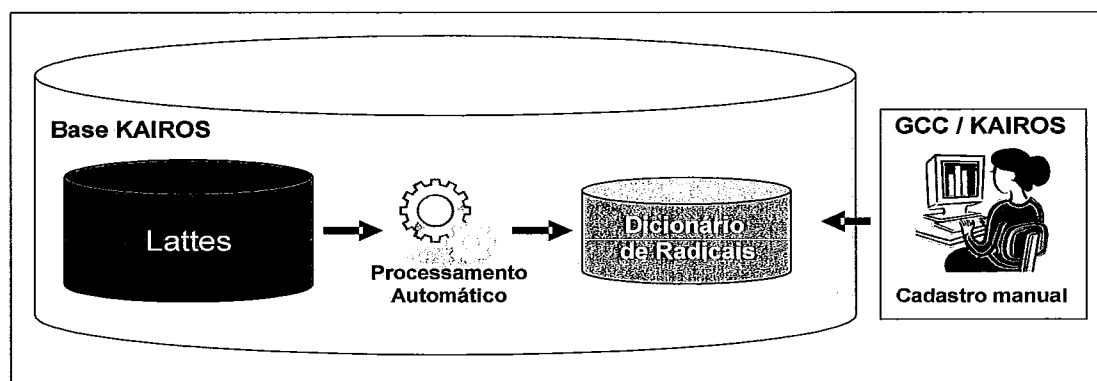 Base KAIROS
Lattes
Processamento
Automático
Dicionário
de Radicais
GCC / KAIROS
Cadastro manual